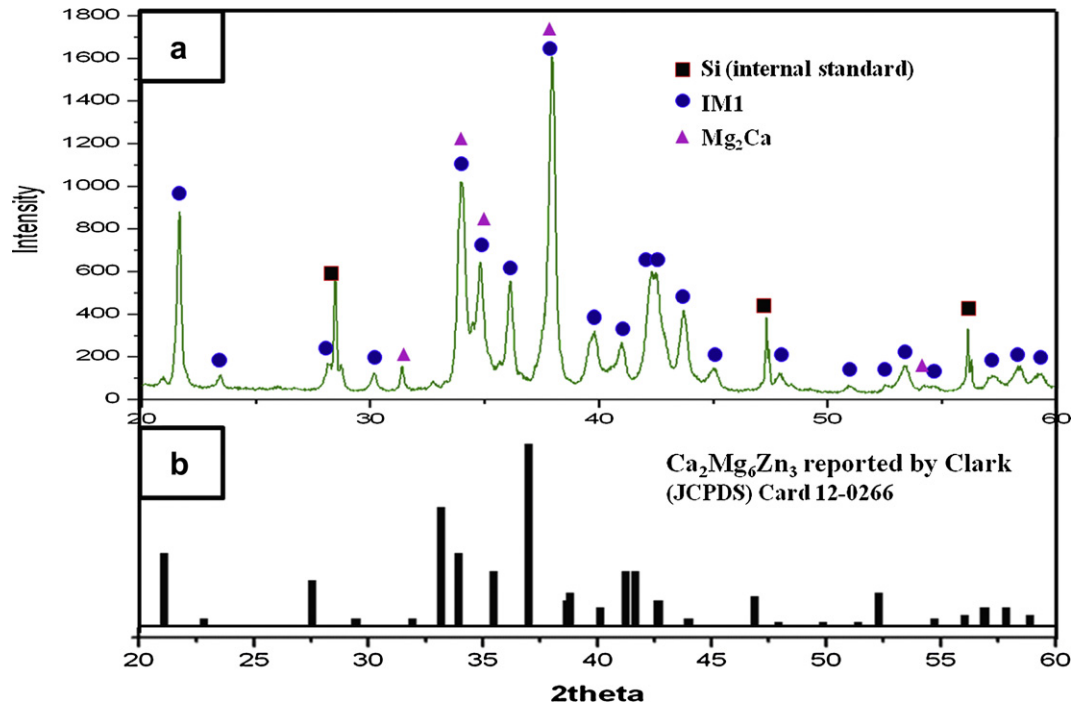 a
1800
1600
1400
1200
1000
800
600
400
200
0
Intensity
Si (internal standard)
IM1
Mg₂Ca
20 30 40 50 60
b
Ca₂Mg₆Zn₃ reported by Clark
(JCPDS) Card 12-0266
20 25 30 35 40 45 50 55 60
2theta